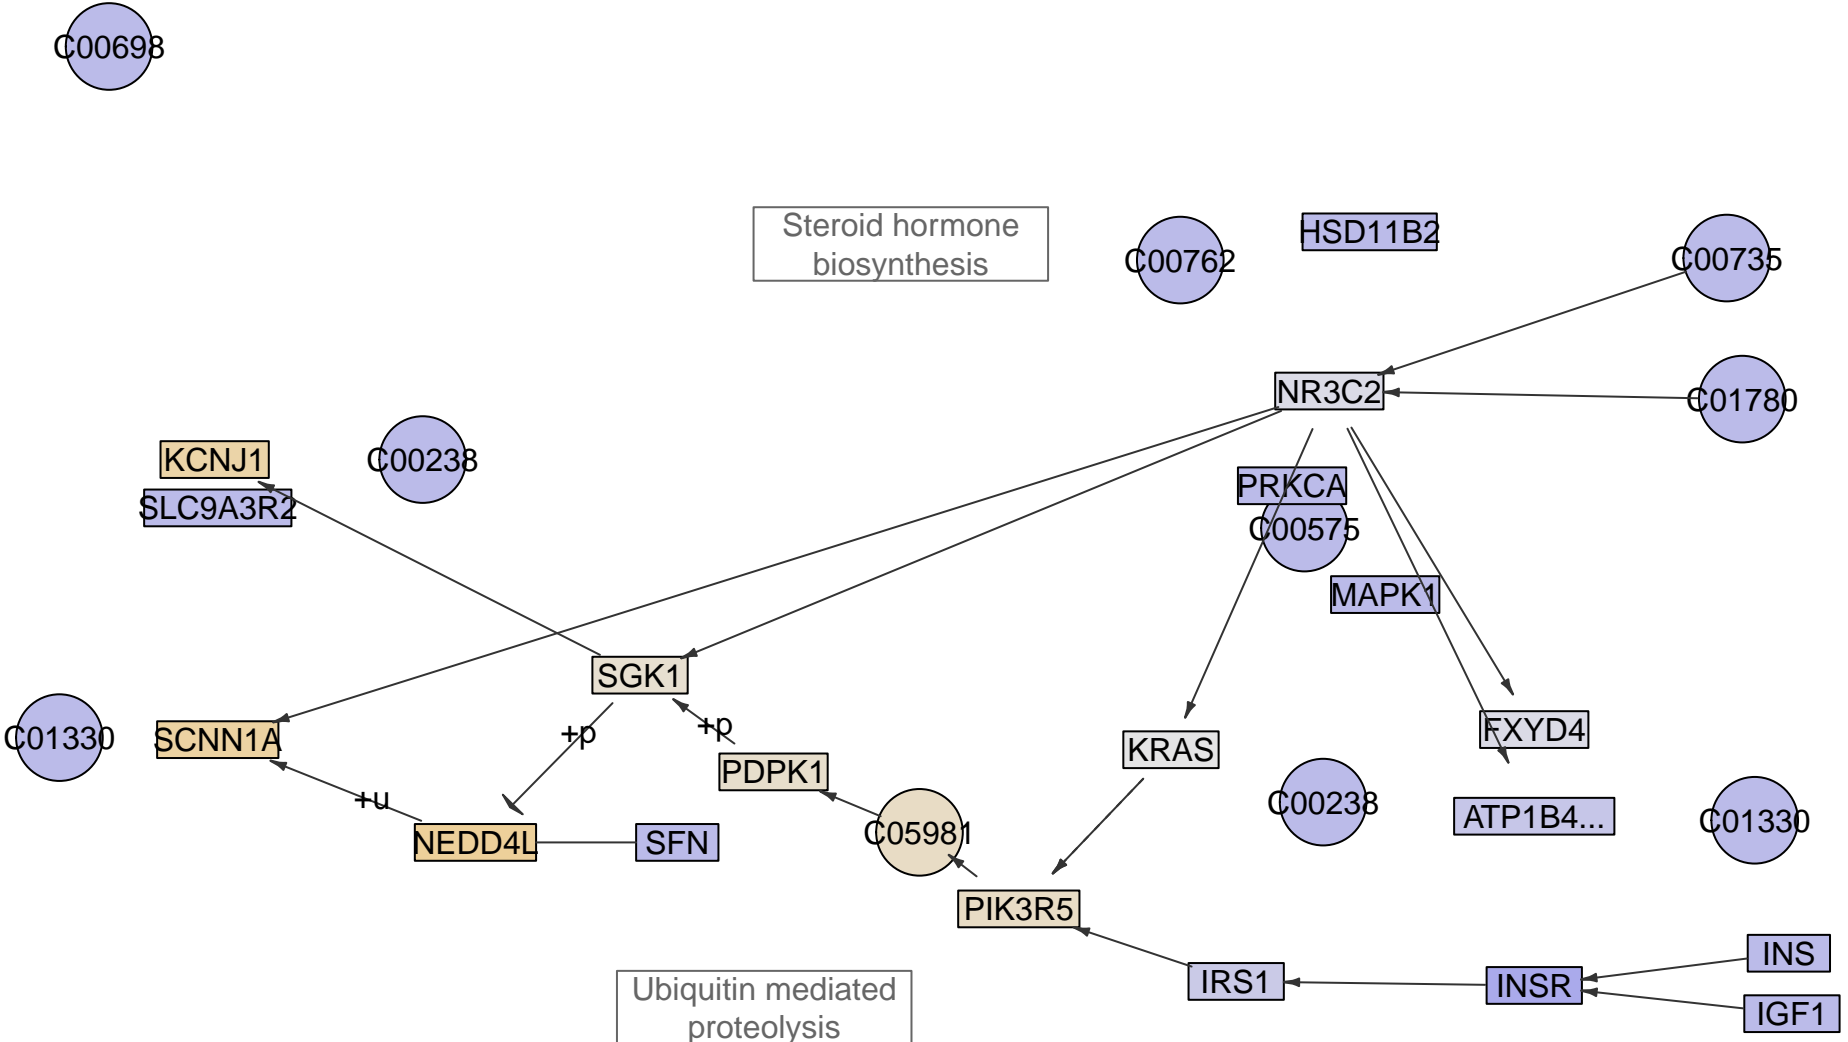 C00698
Steroid hormone
biosynthesis
C00762
HSD11B2
C00735
NR3C2
C01780
KCNJ1
C00238
SLC9A3R2
PRKCA
C00575
MAPK1
SGK1
+p
+p
C01330
SCNN1A
KRAS
FXYD4
PDPK1
+u
C00238
ATP1B4...
C01330
NEDD4L
SFN
C05981
PIK3R5
INS
IRS1
INSR
IGF1
Ubiquitin mediated
proteolysis